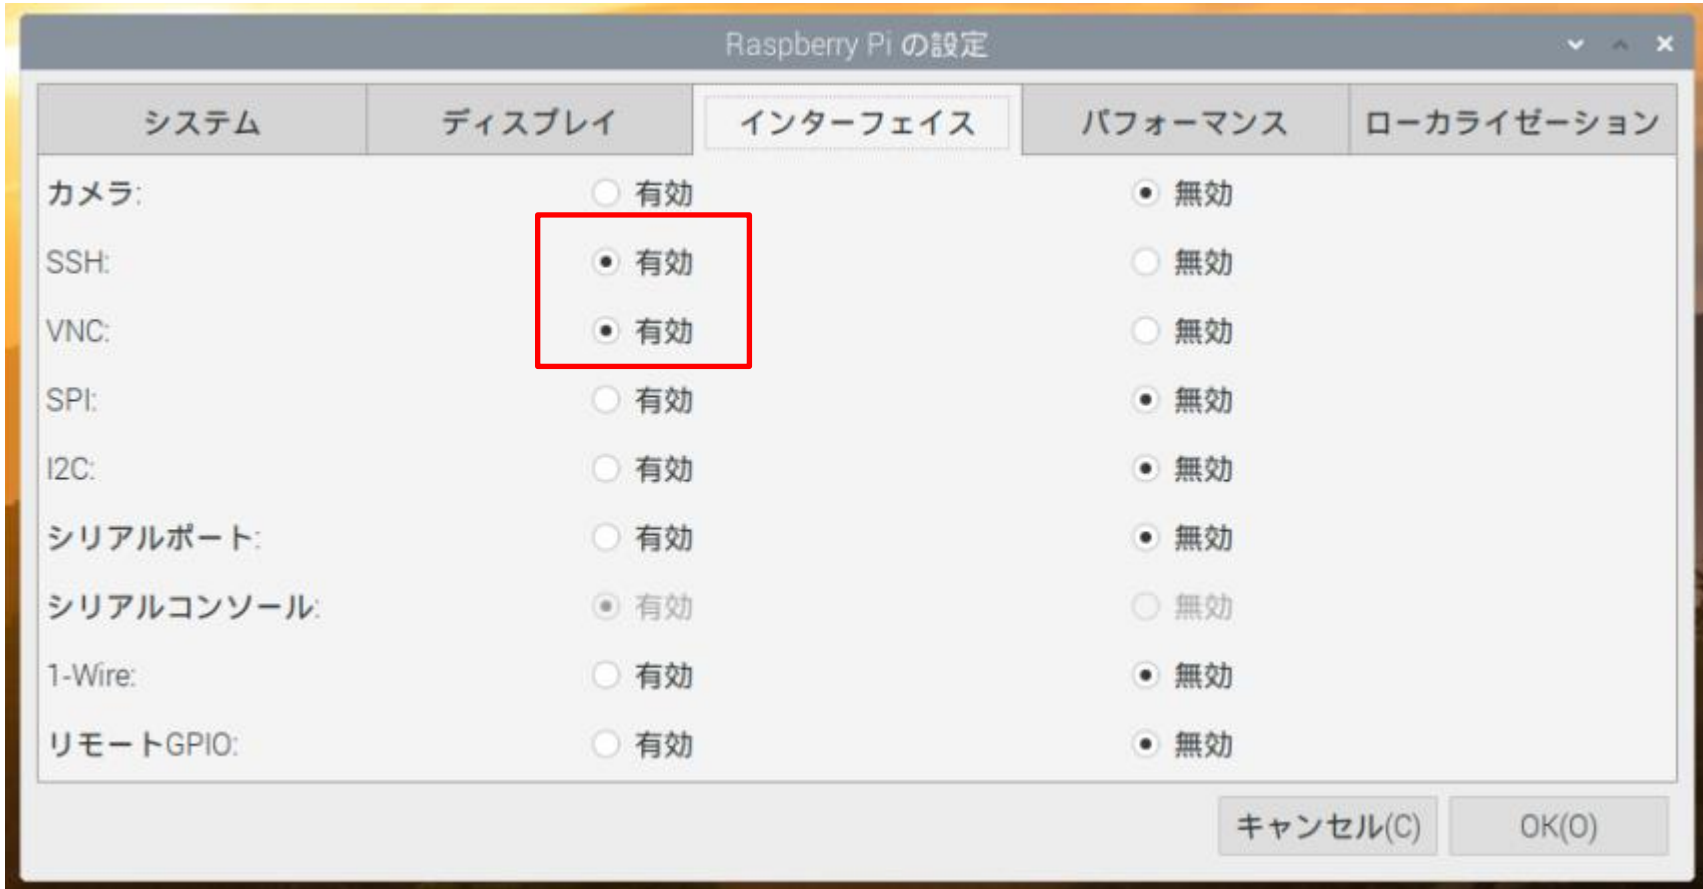 Raspberry Pi の設定
システム ディスプレイ インターフェイス パフォーマンス ローカライゼーション
カメラ: 有効 無効
SSH: 有効 無効
VNC: 有効 無効
SPI: 有効 無効
I2C: 有効 無効
シリアルポート: 有効 無効
シリアルコンソール: 有効 無効
1-Wire: 有効 無効
リモートGPIO: 有効 無効
キャンセル(C) OK(O)